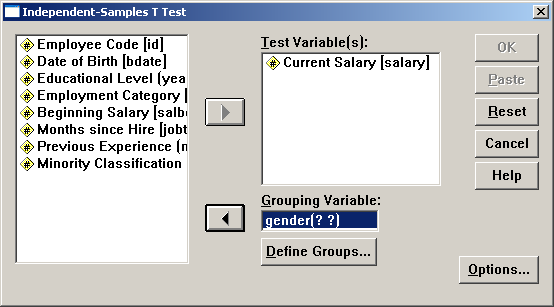 Independent-Samples T Test
Employee Code [id]
Date of Birth [bdate]
Educational Level (yea
Employment Category [
Beginning Salary [salb
Months since Hire [jobt
Previous Experience (n
Minority Classification
Test Variable(s):
Current Salary [salary]
Grouping Variable:
gender(? ?)
Define Groups...
OK
Paste
Reset
Cancel
Help
Options...